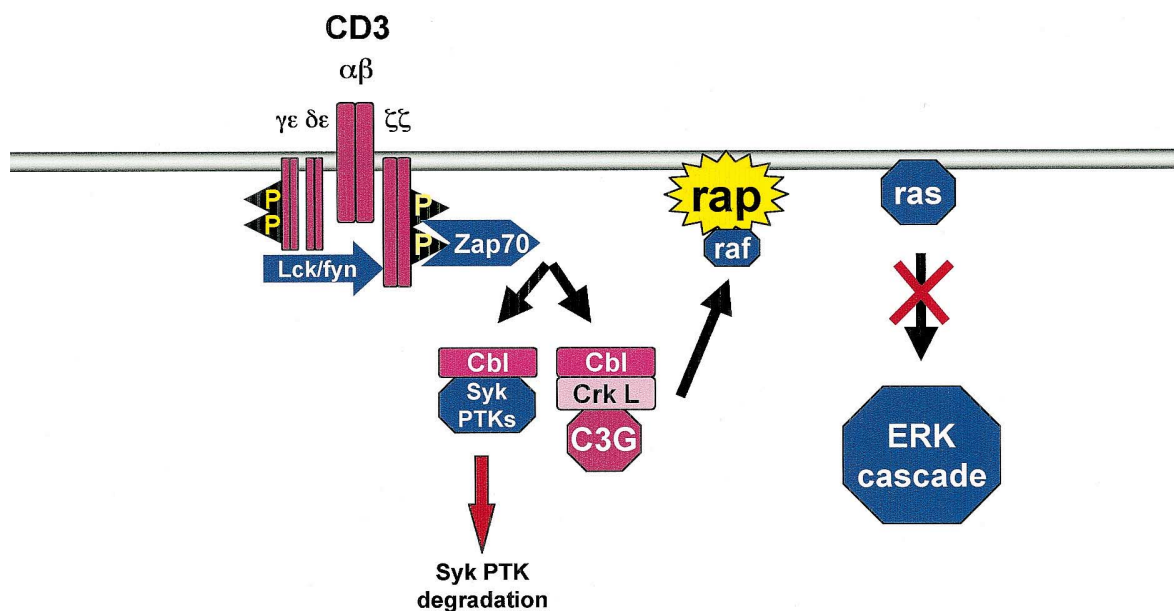 CD3
αβ
γε δε ζζ
P
P
P
P
Zap70
Lck/fyn
rap
raf
ras
Cbl
Syk
PTKs
Cbl
Crk L
C3G
ERK
cascade
Syk PTK
degradation